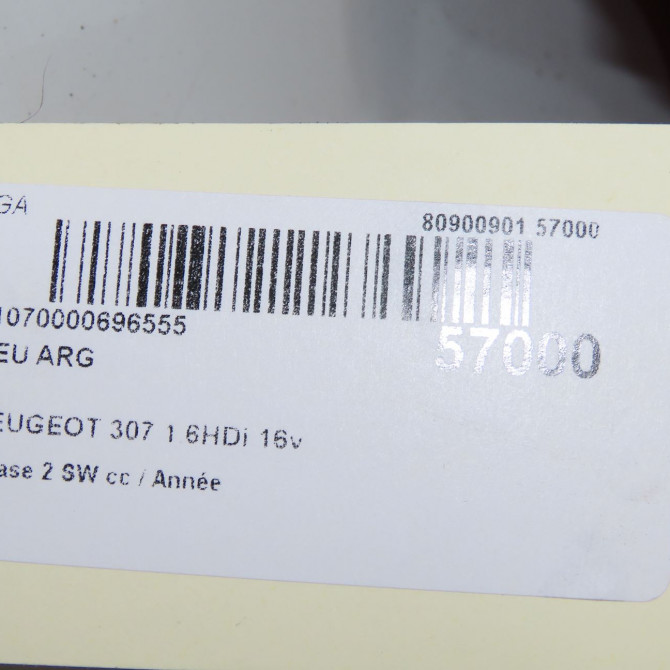 GA
80900901 57000
1070000696555
EU ARG
57000
EUGEOT 307 1 6HDi 16v
ase 2 SW cc / Année